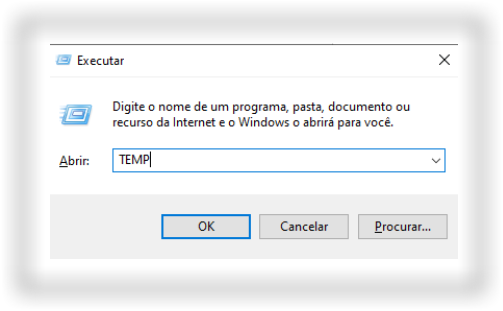 Executar
Digite o nome de um programa, pasta, documento ou
recurso da Internet e o Windows o abrirá para você.
Abrir: TEMP
OK Cancelar Procurar...